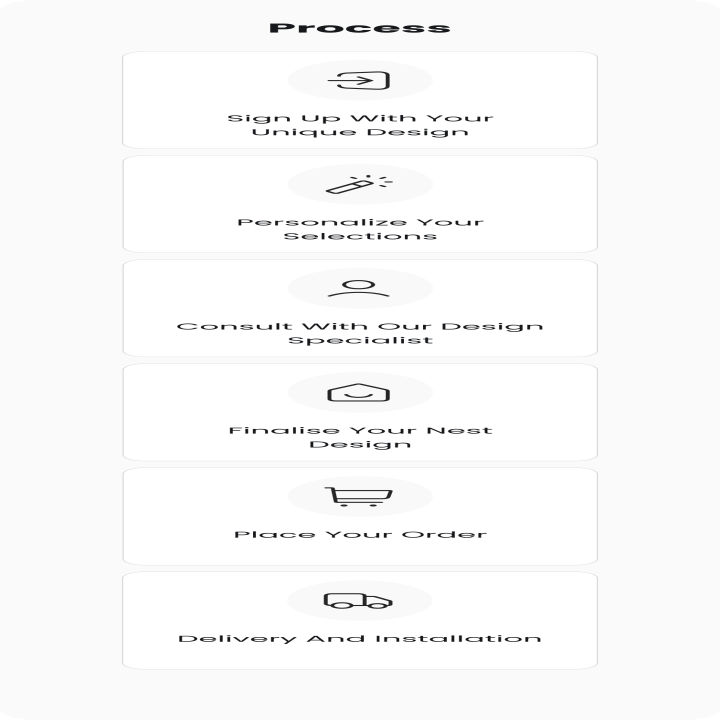 Process
Sign Up With Your
Unique Design
Personalize Your
Selections
Consult With Our Design
Specialist
Finalise Your Nest
Design
Place Your Order
Delivery And Installation